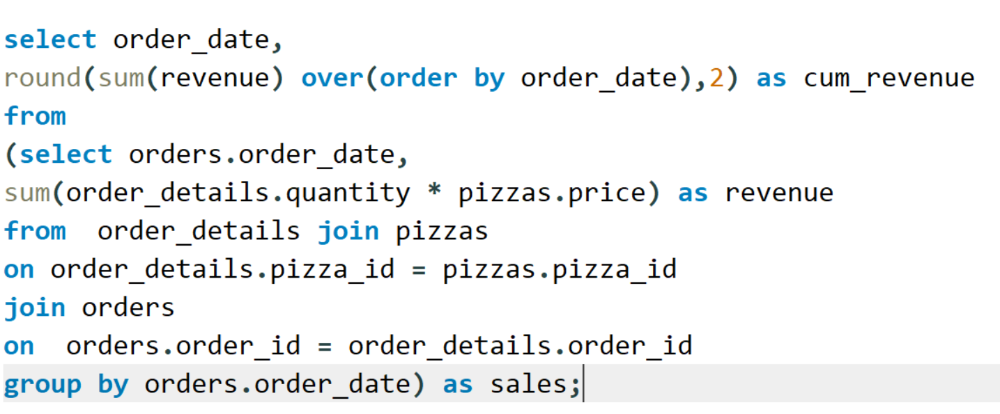 select order_date,
round(sum(revenue) over(order by order_date),2) as cum_revenue
from
(select orders.order_date,
sum(order_details.quantity * pizzas.price) as revenue
from  order_details join pizzas
on order_details.pizza_id = pizzas.pizza_id
join orders
on  orders.order_id = order_details.order_id
group by orders.order_date) as sales;